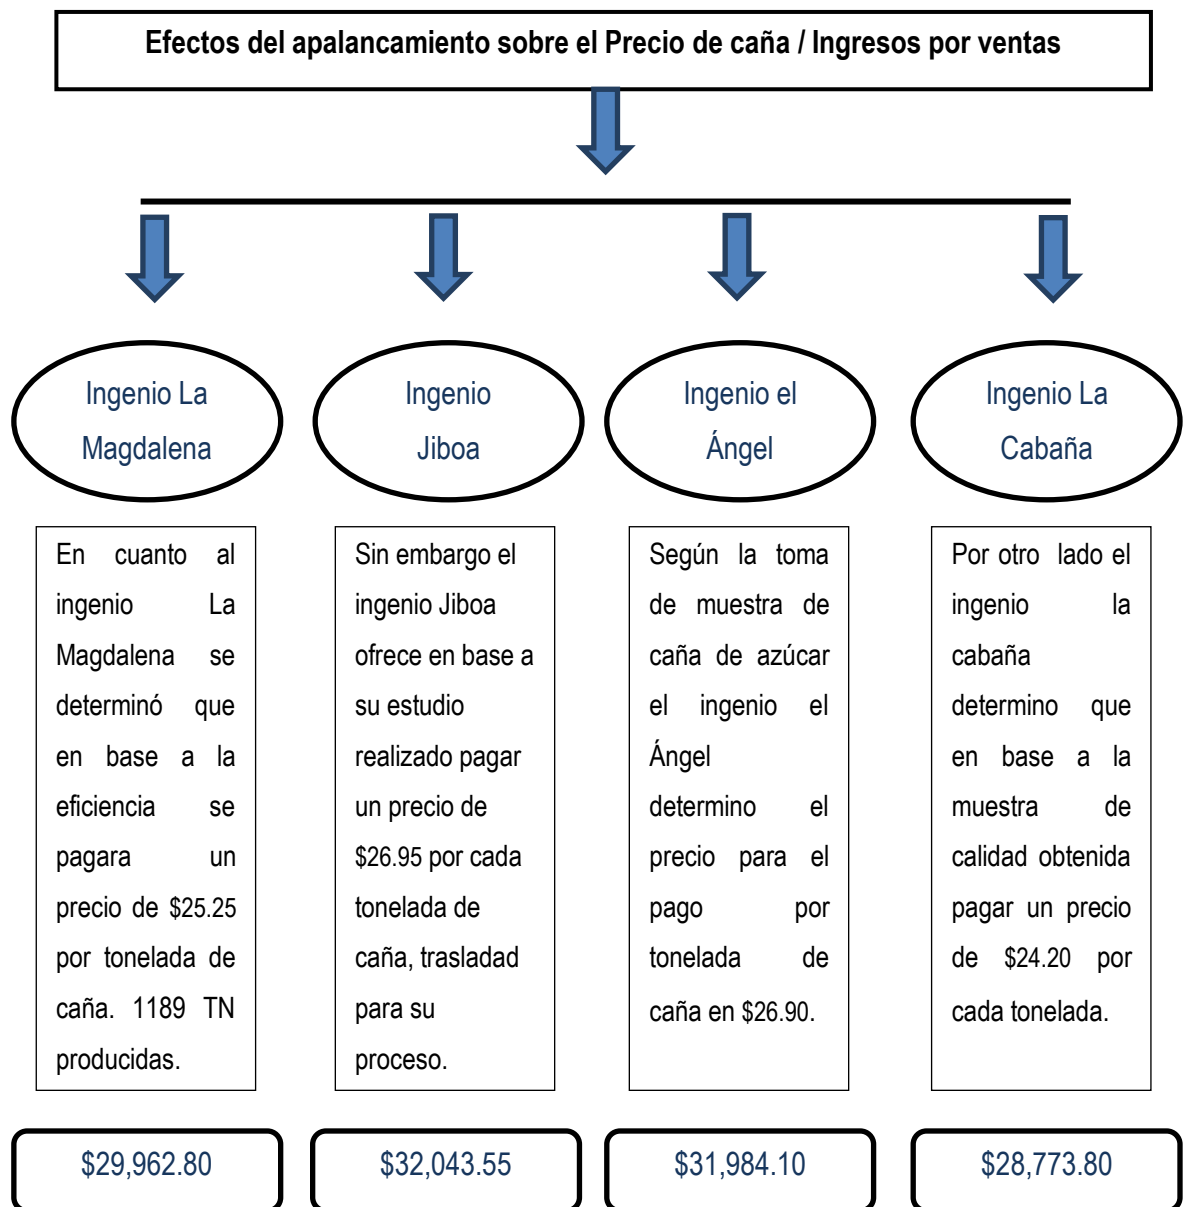 Efectos del apalancamiento sobre el Precio de caña / Ingresos por ventas
Ingenio La
Magdalena
Ingenio
Jiboa
Ingenio el
Ángel
Ingenio La
Cabaña
En cuanto al
ingenio La
Magdalena se
determinó que
en base a la
eficiencia se
pagara un
precio de $25.25
por tonelada de
caña. 1189 TN
producidas.
Sin embargo el
ingenio Jiboa
ofrece en base a
su estudio
realizado pagar
un precio de
$26.95 por cada
tonelada de
caña, trasladad
para su
proceso.
Según la toma
de muestra de
caña de azúcar
el ingenio el
Ángel
determino el
precio para el
pago por
tonelada de
caña en $26.90.
Por otro lado el
ingenio la
cabaña
determino que
en base a la
muestra de
calidad obtenida
pagar un precio
de $24.20 por
cada tonelada.
$29,962.80
$32,043.55
$31,984.10
$28,773.80